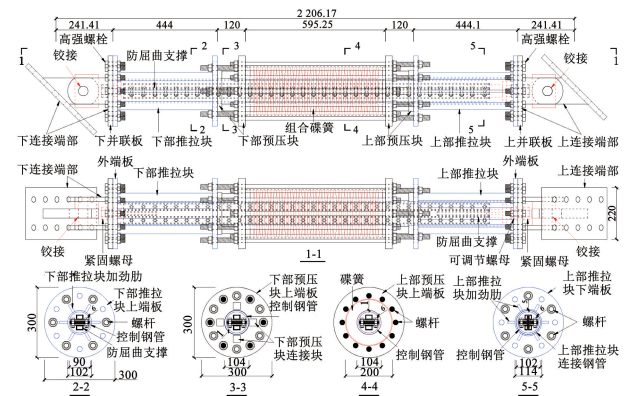 2 206.17
241.41 444 120 595.25 120 444.1 241.41
高强螺栓 高强螺栓
1 铰接 防屈曲支撑 2 3 4 5 铰接 1
下连接端部 下并联板 下部推拉块 2 3 下部预压块 组合碟簧 4 上部预压块 上部推拉块 5 上并联板 上连接端部
下连接端部 外端板 下部推拉块 上部推拉块 外端板 上连接端部
220
铰接 紧固螺母 防屈曲支撑 可调节螺母 紧固螺母 铰接
1-1
下部推拉块加劲肋 下部推拉块上端板 螺杆 控制钢管 防屈曲支撑
300
90
102
300
2-2
下部预压块上端板 控制钢管 下部预压块连接块
300
104
300
3-3
碟簧 上部预压块上端板 螺杆 控制钢管
104
200
4-4
上部推拉块加劲肋 上部推拉块下端板 螺杆 控制钢管 上部推拉块连接钢管
102
114
5-5